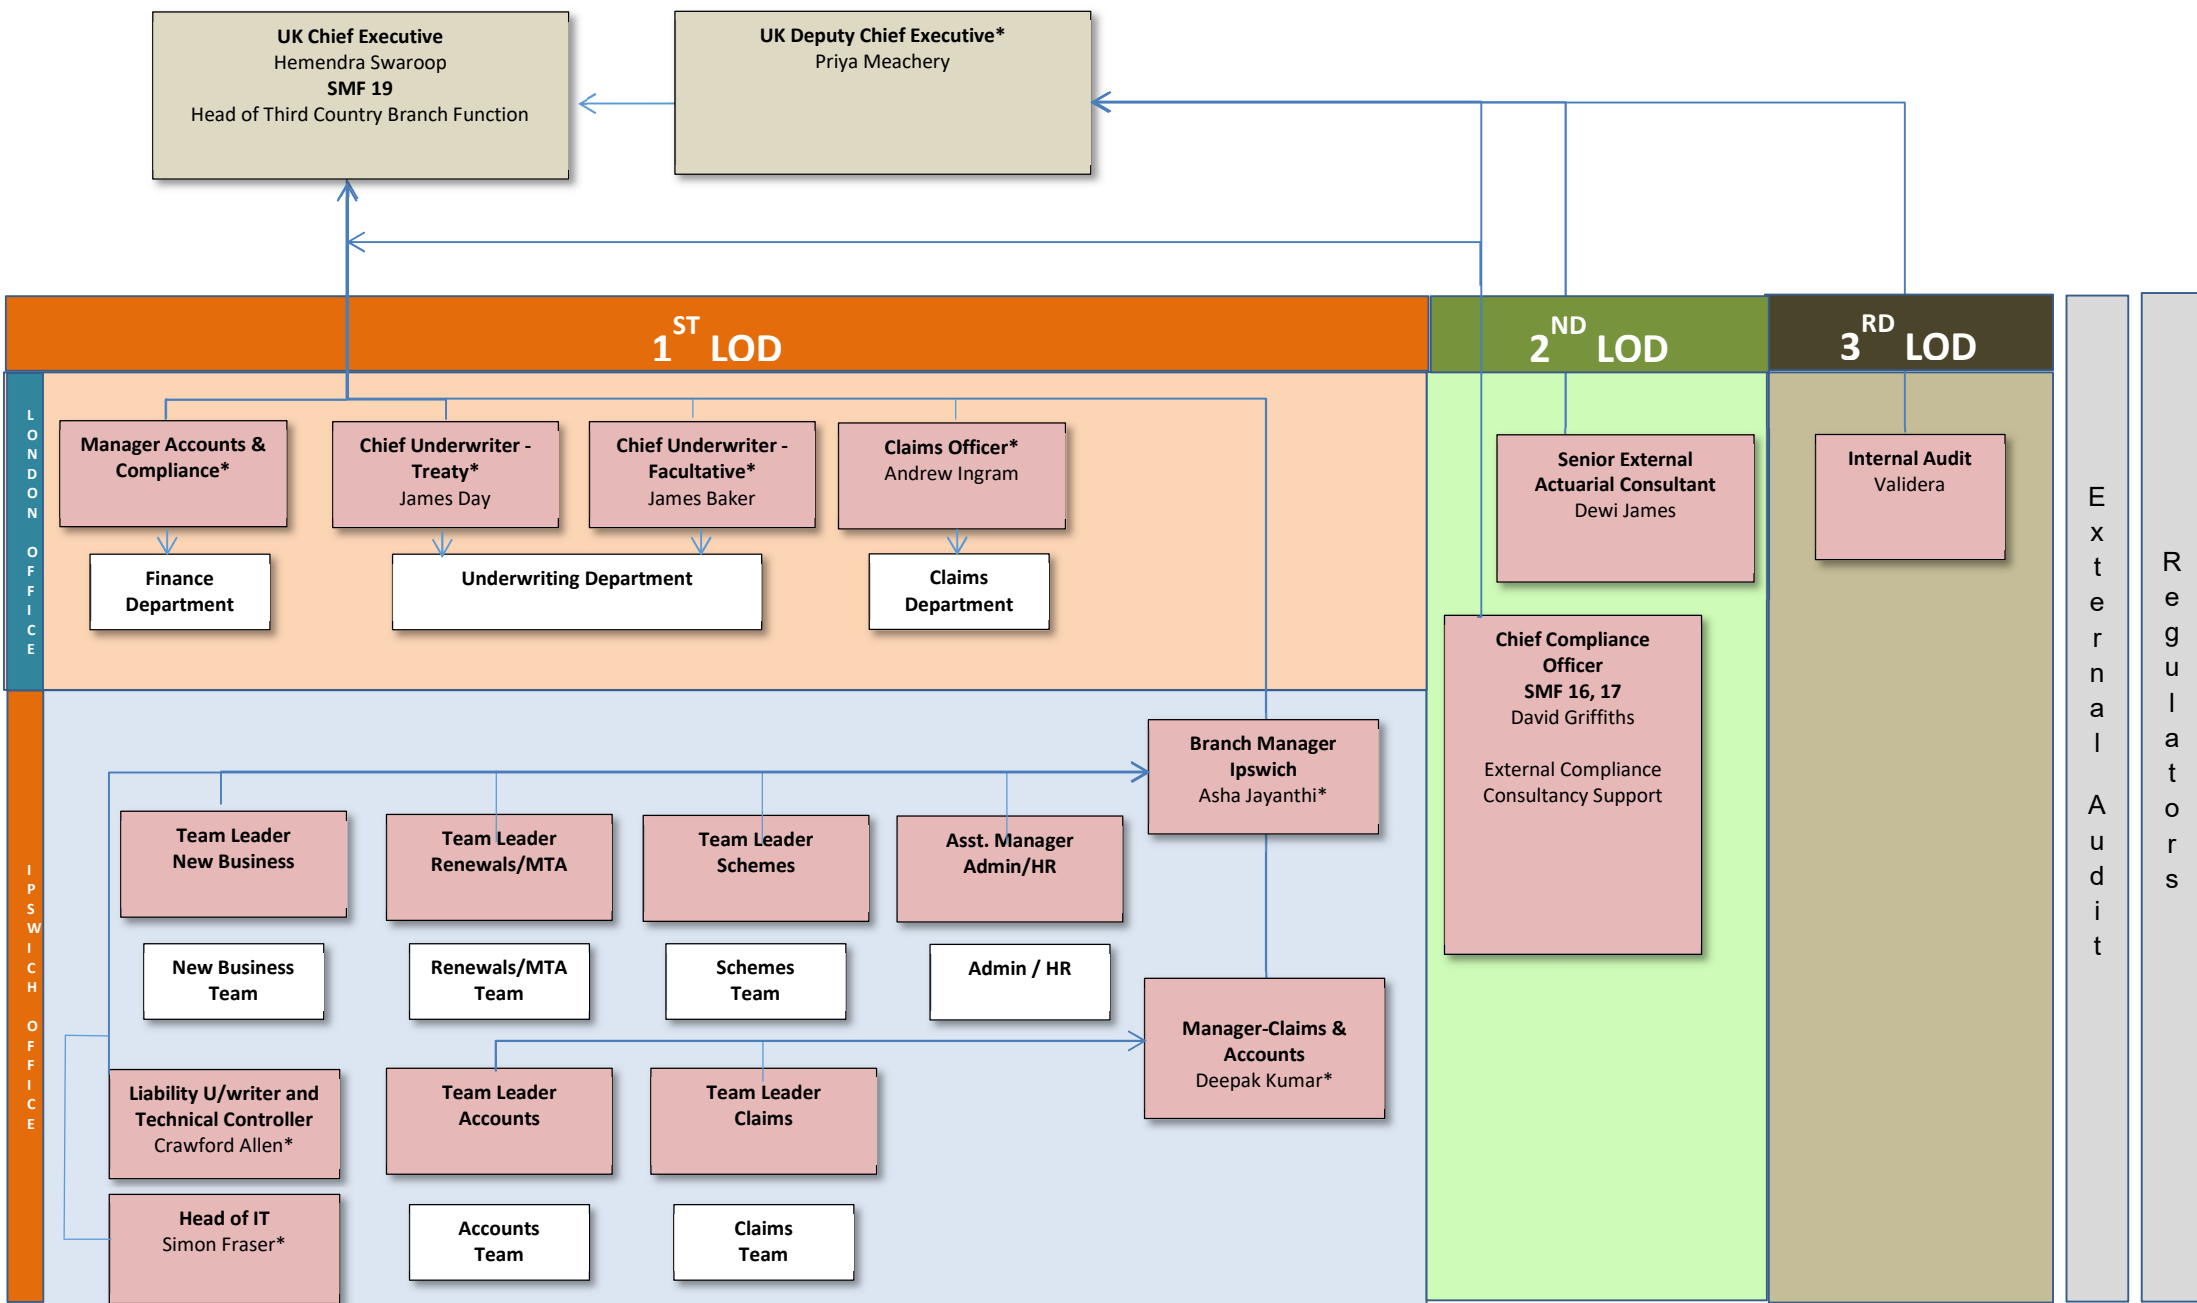 UK Chief Executive
Hemendra Swaroop
SMF 19
Head of Third Country Branch Function
UK Deputy Chief Executive*
Priya Meachery
1ST LOD
2ND LOD
3RD LOD
LONDON OFFICE
Manager Accounts &
Compliance*
Chief Underwriter -
Treaty*
James Day
Chief Underwriter -
Facultative*
James Baker
Claims Officer*
Andrew Ingram
Finance
Department
Underwriting Department
Claims
Department
Senior External
Actuarial Consultant
Dewi James
Internal Audit
Validera
Chief Compliance
Officer
SMF 16, 17
David Griffiths
External Compliance
Consultancy Support
External Audit
Regulators
IPSWICH OFFICE
Branch Manager
Ipswich
Asha Jayanthi*
Team Leader
New Business
Team Leader
Renewals/MTA
Team Leader
Schemes
Asst. Manager
Admin/HR
New Business
Team
Renewals/MTA
Team
Schemes
Team
Admin / HR
Manager-Claims &
Accounts
Deepak Kumar*
Liability U/writer and
Technical Controller
Crawford Allen*
Team Leader
Accounts
Team Leader
Claims
Head of IT
Simon Fraser*
Accounts
Team
Claims
Team